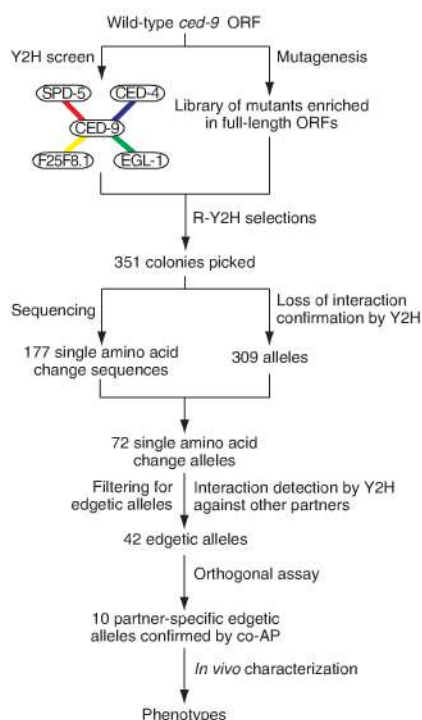 Wild-type ced-9 ORF
Y2H screen
Mutagenesis
SPD-5
CED-4
CED-9
F25F8.1
EGL-1
Library of mutants enriched
in full-length ORFs
R-Y2H selections
351 colonies picked
Sequencing
Loss of interaction
confirmation by Y2H
177 single amino acid
change sequences
309 alleles
72 single amino acid
change alleles
Filtering for
edgetic alleles
Interaction detection by Y2H
against other partners
42 edgetic alleles
Orthogonal assay
10 partner-specific edgetic
alleles confirmed by co-AP
In vivo characterization
Phenotypes